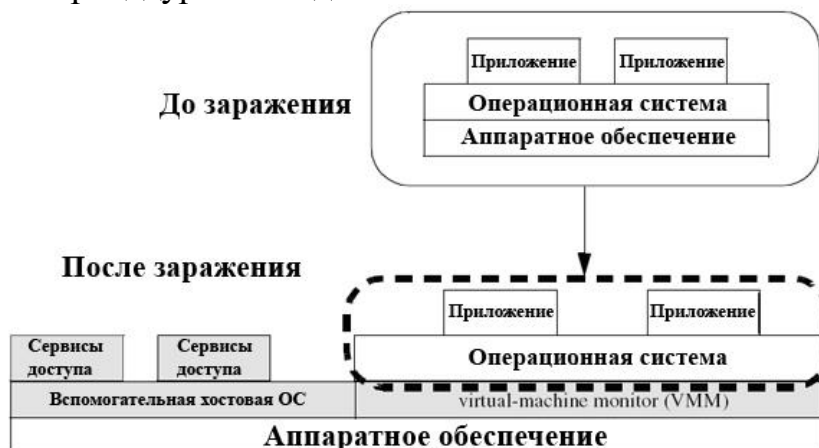 Приложение
Приложение
До заражения
Операционная система
Аппаратное обеспечение
После заражения
Приложение
Приложение
Сервисы
доступа
Сервисы
доступа
Операционная система
Вспомогательная хостовая ОС
virtual-machine monitor (VMM)
Аппаратное обеспечение